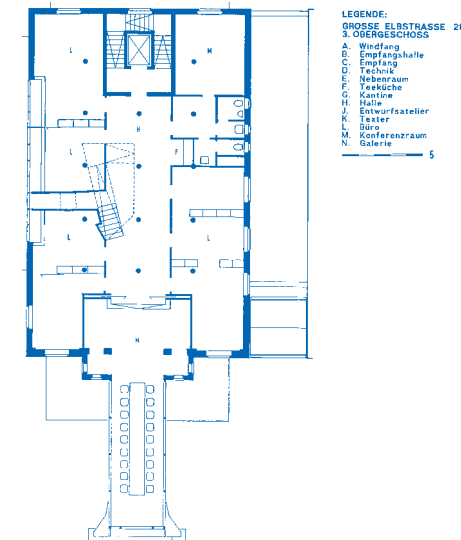 LEGENDE:
GROSSE ELBSTRASSE 21
3. OBERGESCHOSS
A. Windfang
B. Empfangshalle
C. Empfang
D. Technik
E. Nebenraum
F. Teeküche
G. Kantine
H. Halle
J. Entwurfsatelier
K. Texter
L. Büro
M. Konferenzraum
N. Galerie
5
L
M
H
L
F
L
L
M